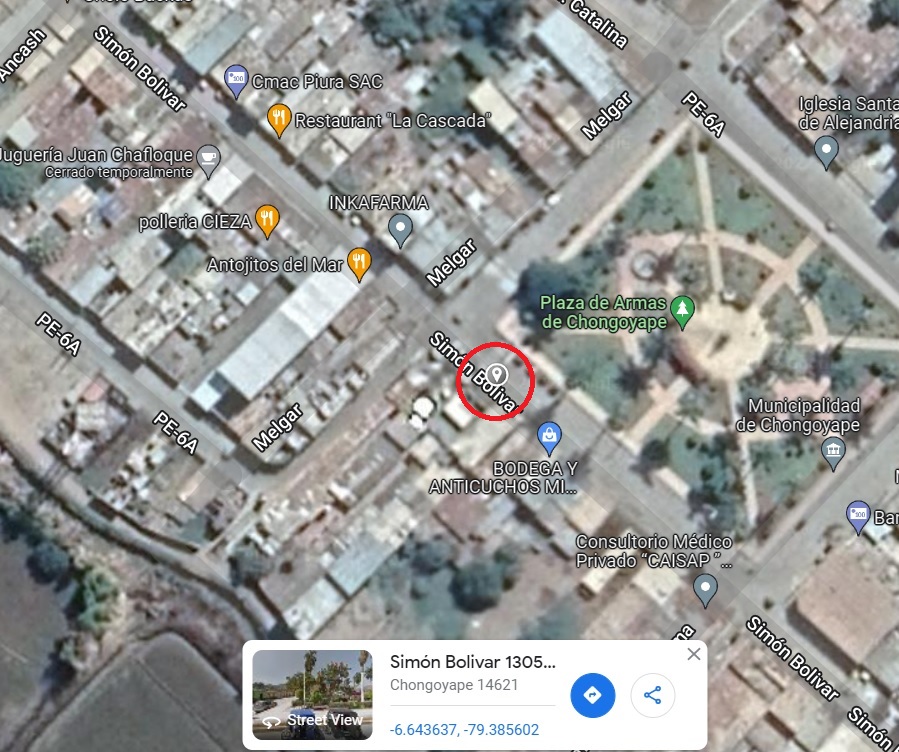 Ancash
Simón Bolivar
Catalina
Cmac Piura SAC
Restaurant "La Cascada"
Melgar
PE-6A
Iglesia Santa
de Alejandria
Juguería Juan Chafloque
Cerrado temporalmente
INKAFARMA
polleria CIEZA
Melgar
Antojitos del Mar
Plaza de Armas
de Chongoyape
PE-6A
Simón Boliva
Municipalidad
de Chongoyape
PE-6A
Melgar
BODEGA Y
ANTICUCHOS MI...
Ban
Consultorio Médico
Privado “CAISAP ”...
na
Simón Bolivar
Simón
Simón Bolivar 1305...
Chongoyape 14621
Street View
-6.643637, -79.385602